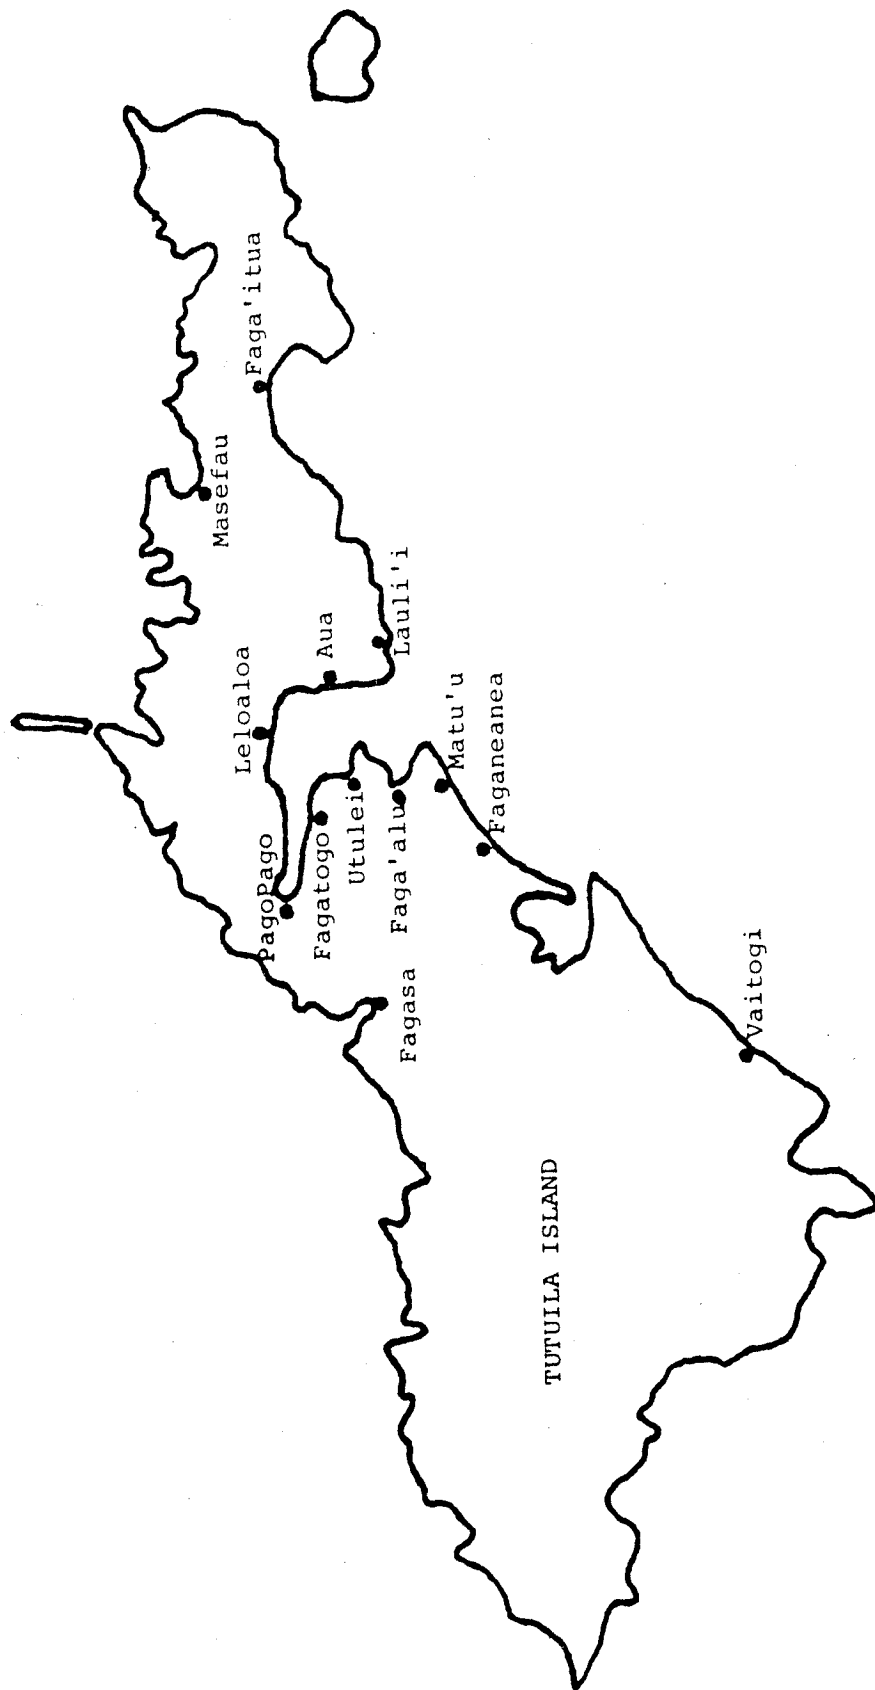 Faga'itua
Masefau
Lauli'i
Aua
Leloaloa
Matu'u
Faganeanea
PagoPago
Fagatogo
Utulei
Faga'alu
Fagasa
Vaitogi
TUTUILA ISLAND